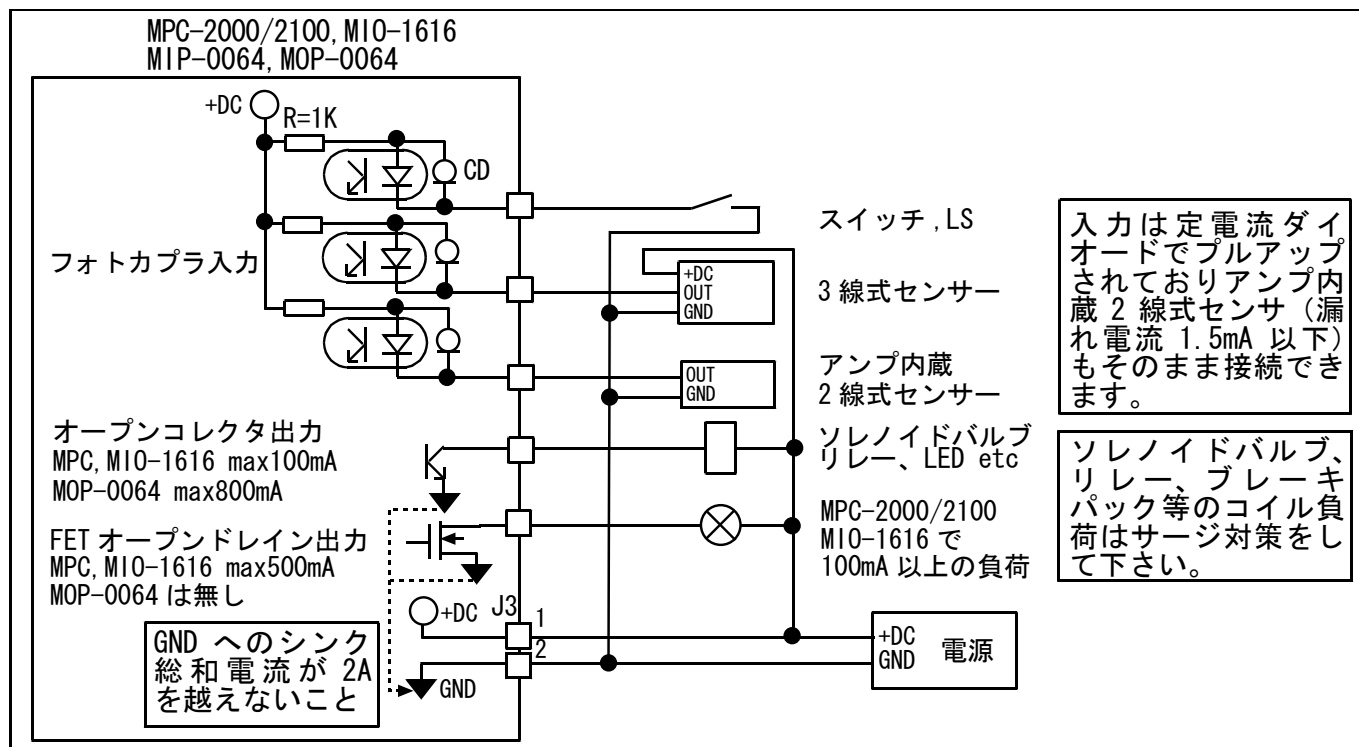 MPC-2000/2100, MIO-1616
MIP-0064, MOP-0064
+DC
R=1K
CD
フォトカプラ入力
スイッチ,LS
+DC
OUT
GND
3線式センサー
OUT
GND
アンプ内蔵
2線式センサー
入力は定電流ダイ
オードでプルアップ
されておりアンプ内
蔵2線式センサ（漏
れ電流 1.5mA 以下）
もそのまま接続でき
ます。
オープンコレクタ出力
MPC, MIO-1616 max100mA
MOP-0064 max800mA
ソレノイドバルブ
リレー、LED etc
ソレノイドバルブ、
リレー、ブレーキ
パック等のコイル負
荷はサージ対策をし
て下さい。
FET オープンドレイン出力
MPC, MIO-1616 max500mA
MOP-0064 は無し
MPC-2000/2100
MIO-1616 で
100mA 以上の負荷
+DC
J3
1
2
GND
GND へのシンク
総和電流が 2A
を越えないこと
+DC
GND
電源